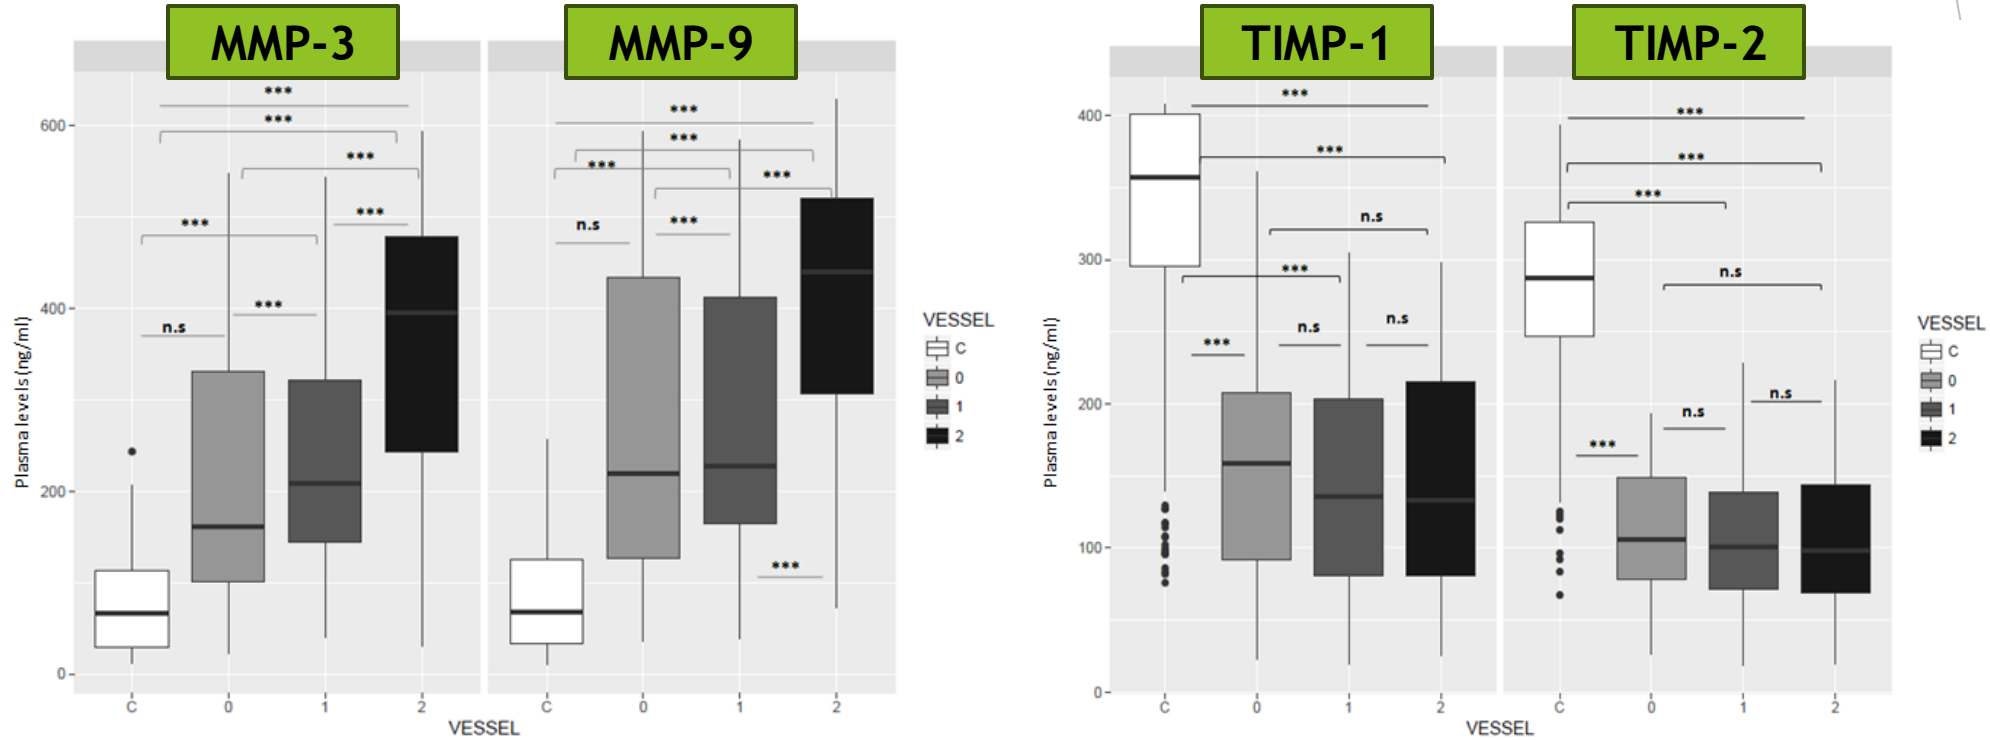 MMP-3
MMP-9
Plasma levels (ng/ml)
600
400
200
0
***
***
***
***
***
n.s
***
***
***
***
***
n.s
***
***
C 0 1 2
C 0 1 2
VESSEL
VESSEL
C
0
1
2
TIMP-1
TIMP-2
Plasma levels (ng/ml)
400
300
200
100
0
***
***
n.s
***
n.s
n.s
***
***
***
***
n.s
n.s
n.s
***
C 0 1 2
C 0 1 2
VESSEL
VESSEL
C
0
1
2